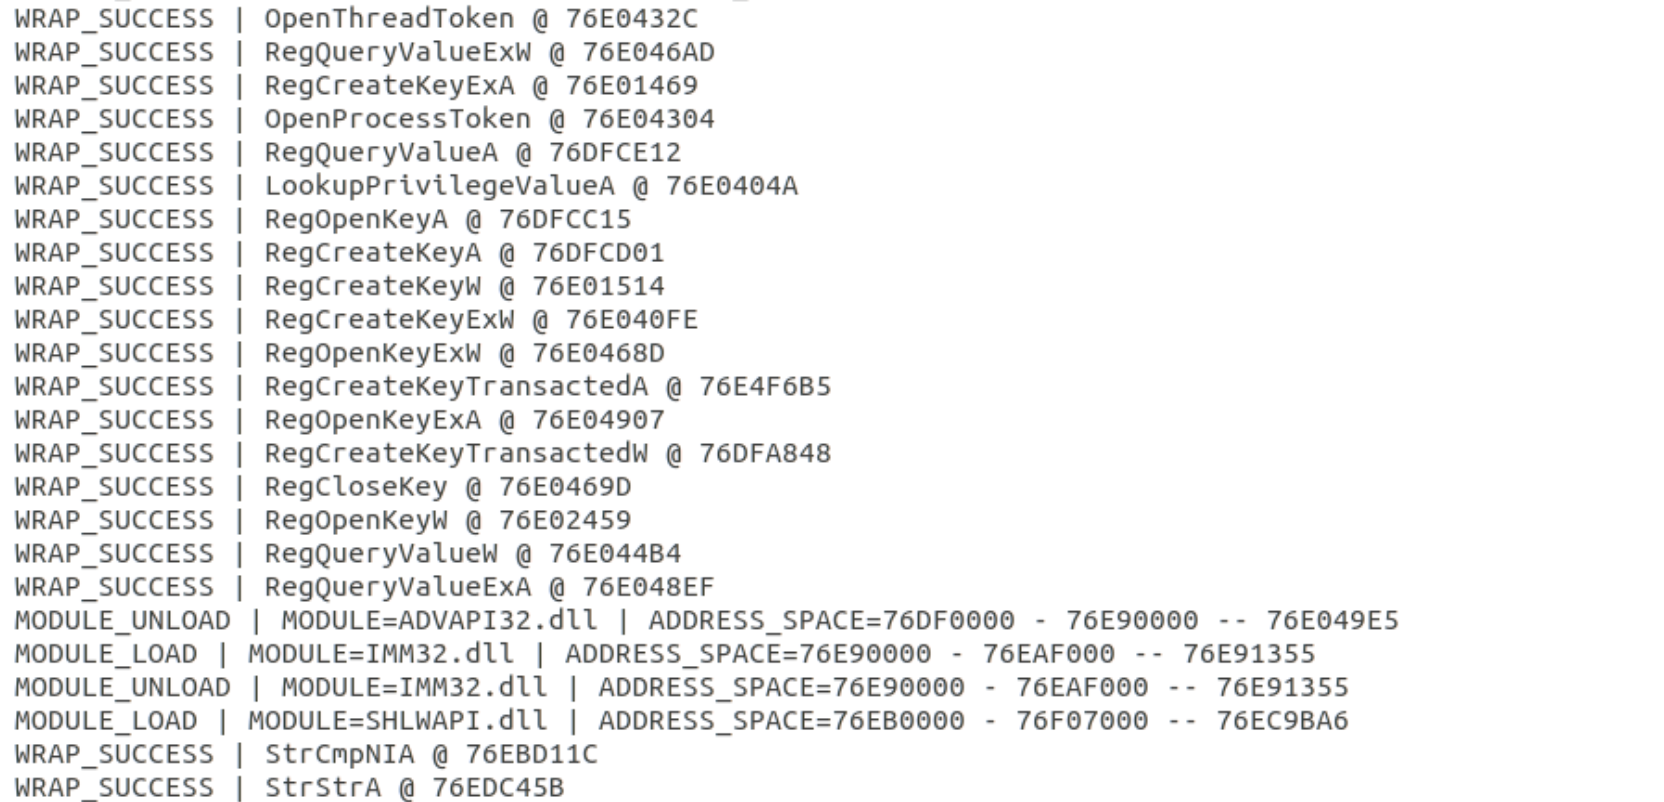 WRAP_SUCCESS | OpenThreadToken @ 76E0432C
WRAP_SUCCESS | RegQueryValueExW @ 76E046AD
WRAP_SUCCESS | RegCreateKeyExA @ 76E01469
WRAP_SUCCESS | OpenProcessToken @ 76E04304
WRAP_SUCCESS | RegQueryValueA @ 76DFCE12
WRAP_SUCCESS | LookupPrivilegeValueA @ 76E0404A
WRAP_SUCCESS | RegOpenKeyA @ 76DFCC15
WRAP_SUCCESS | RegCreateKeyA @ 76DFCD01
WRAP_SUCCESS | RegCreateKeyW @ 76E01514
WRAP_SUCCESS | RegCreateKeyExW @ 76E040FE
WRAP_SUCCESS | RegOpenKeyExW @ 76E0468D
WRAP_SUCCESS | RegCreateKeyTransactedA @ 76E4F6B5
WRAP_SUCCESS | RegOpenKeyExA @ 76E04907
WRAP_SUCCESS | RegCreateKeyTransactedW @ 76DFA848
WRAP_SUCCESS | RegCloseKey @ 76E0469D
WRAP_SUCCESS | RegOpenKeyW @ 76E02459
WRAP_SUCCESS | RegQueryValueW @ 76E044B4
WRAP_SUCCESS | RegQueryValueExA @ 76E048EF
MODULE_UNLOAD | MODULE=ADVAPI32.dll | ADDRESS_SPACE=76DF0000 - 76E90000 -- 76E049E5
MODULE_LOAD | MODULE=IMM32.dll | ADDRESS_SPACE=76E90000 - 76EAF000 -- 76E91355
MODULE_UNLOAD | MODULE=IMM32.dll | ADDRESS_SPACE=76E90000 - 76EAF000 -- 76E91355
MODULE_LOAD | MODULE=SHLWAPI.dll | ADDRESS_SPACE=76EB0000 - 76F07000 -- 76EC9BA6
WRAP_SUCCESS | StrCmpNIA @ 76EBD11C
WRAP_SUCCESS | StrStrA @ 76EDC45B